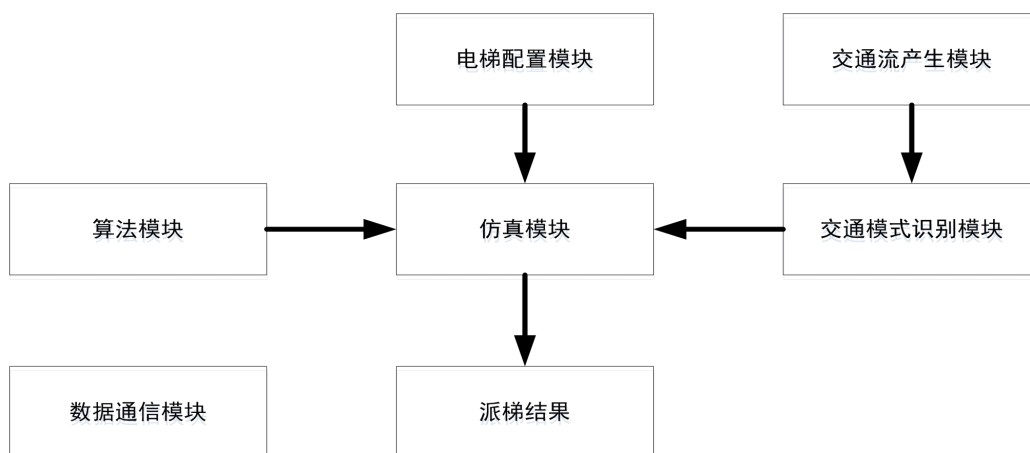 电梯配置模块
交通流产生模块
算法模块
仿真模块
交通模式识别模块
数据通信模块
派梯结果